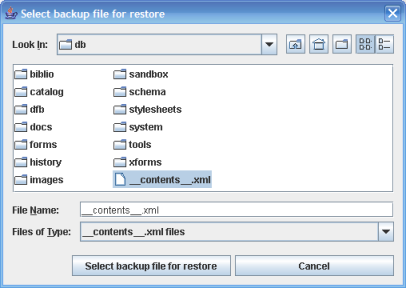 Select backup file for restore
Look In: db
biblio sandbox
catalog schema
dfb stylesheets
docs system
forms tools
history xforms
images __contents__.xml
File Name: __contents__.xml
Files of Type: __contents__.xml files
Select backup file for restore Cancel